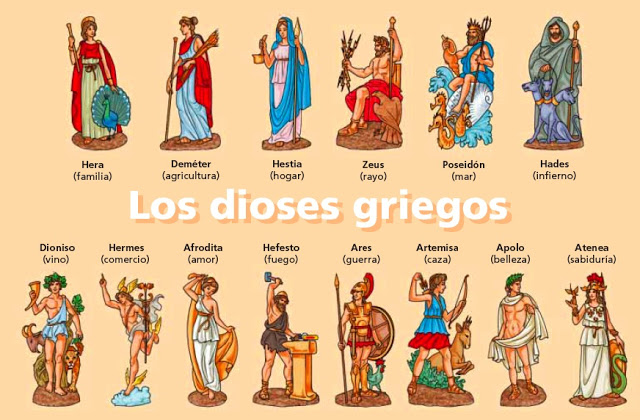 Hera
(familia)
Deméter
(agricultura)
Hestia
(hogar)
Zeus
(rayo)
Poseidón
(mar)
Hades
(infierno)
Los dioses griegos
Dioniso
(vino)
Hermes
(comercio)
Afrodita
(amor)
Hefesto
(fuego)
Ares
(guerra)
Artemisa
(caza)
Apolo
(belleza)
Atenea
(sabiduría)